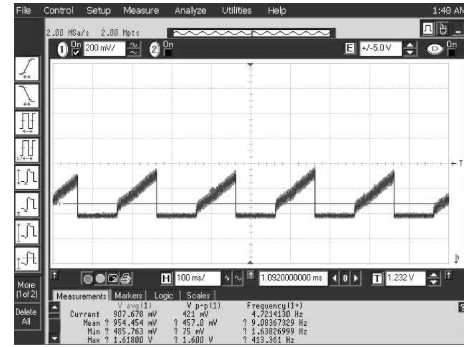 File Control Setup Measure Analyze Utilities Help 1:48 AM
2.00 MSa/s 2.00 Mpts
1 On 200 mV/ 2 On E +/-5.0 V On
T
H 100 ms/ 1.0920000000 ms 0 T 1.232 V
More
(1 of 2)
Delete
All
Measurements Markers Logic Scales
V avg(1) V p-p(1) Frequency(1)
Current 907.678 mV 421 mV 4.7214130 Hz
Mean ? 954.454 mV ? 457.0 mV ? 9.08367329 Hz
Min ? 485.763 mV ? 75 mV ? 1.63826999 Hz
Max ? 1.61800 V ? 1.600 V ? 413.361 Hz